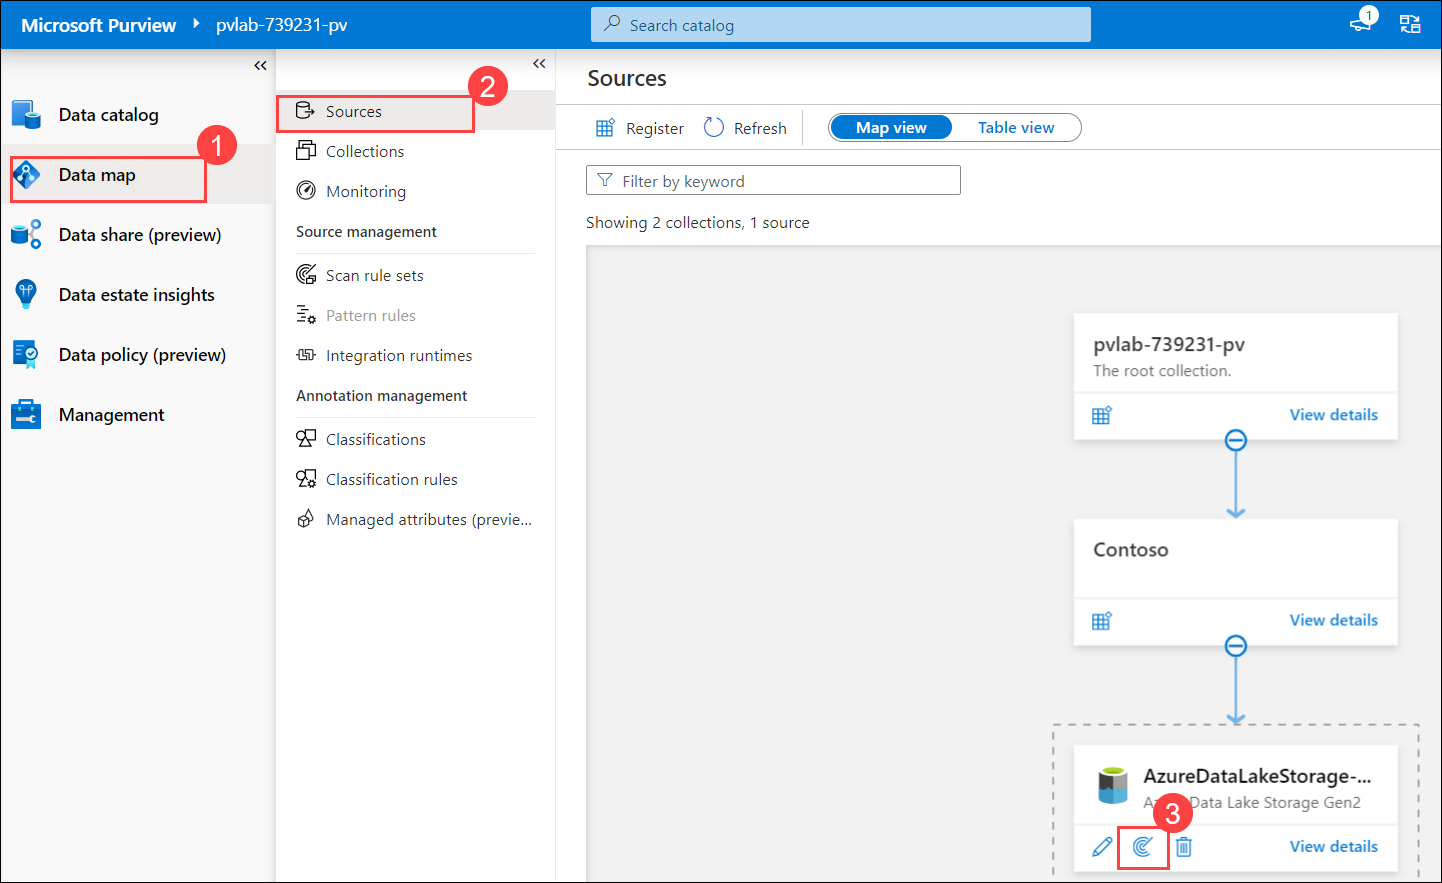 Microsoft Purview ▸ pvlab-739231-pv
Search catalog
1
Data catalog
1
Data map
Data share (preview)
Data estate insights
Data policy (preview)
Management
2
Sources
Collections
Monitoring
Source management
Scan rule sets
Pattern rules
Integration runtimes
Annotation management
Classifications
Classification rules
Managed attributes (previe...
Sources
Register Refresh Map view Table view
Filter by keyword
Showing 2 collections, 1 source
pvlab-739231-pv
The root collection.
View details
Contoso
View details
AzureDataLakeStorage-...
Data Lake Storage Gen2
3
View details